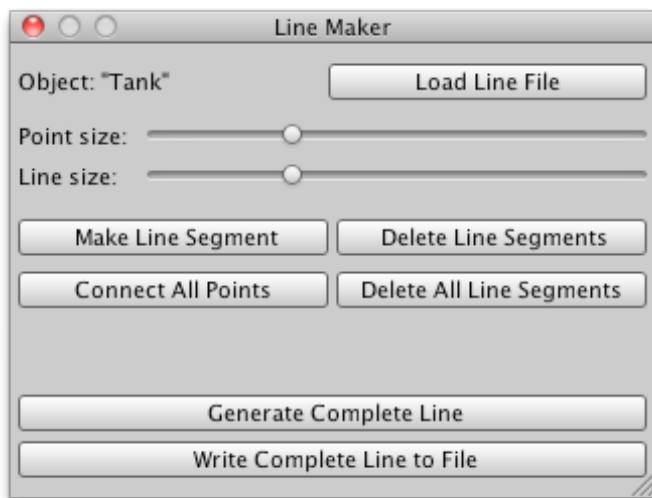 Line Maker
Object: "Tank"
Load Line File
Point size:
Line size:
Make Line Segment
Delete Line Segments
Connect All Points
Delete All Line Segments
Generate Complete Line
Write Complete Line to File